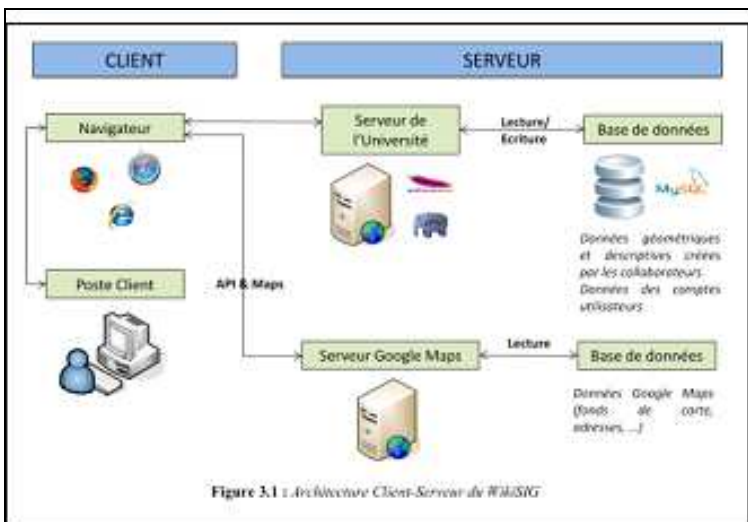 CLIENT
SERVEUR
Navigateur
Serveur de
l'Université
Lecture/
Ecriture
Base de données
MySQL
Données géométriques
et descriptives créées
par les collaborateurs
Données des comptes
utilisateurs
Poste Client
API & Maps
Serveur Google Maps
Lecture
Base de données
Données Google Maps
(fonds de carte,
adresses, ...)
Figure 3.1 : Architecture Client-Serveur du WikiSIG